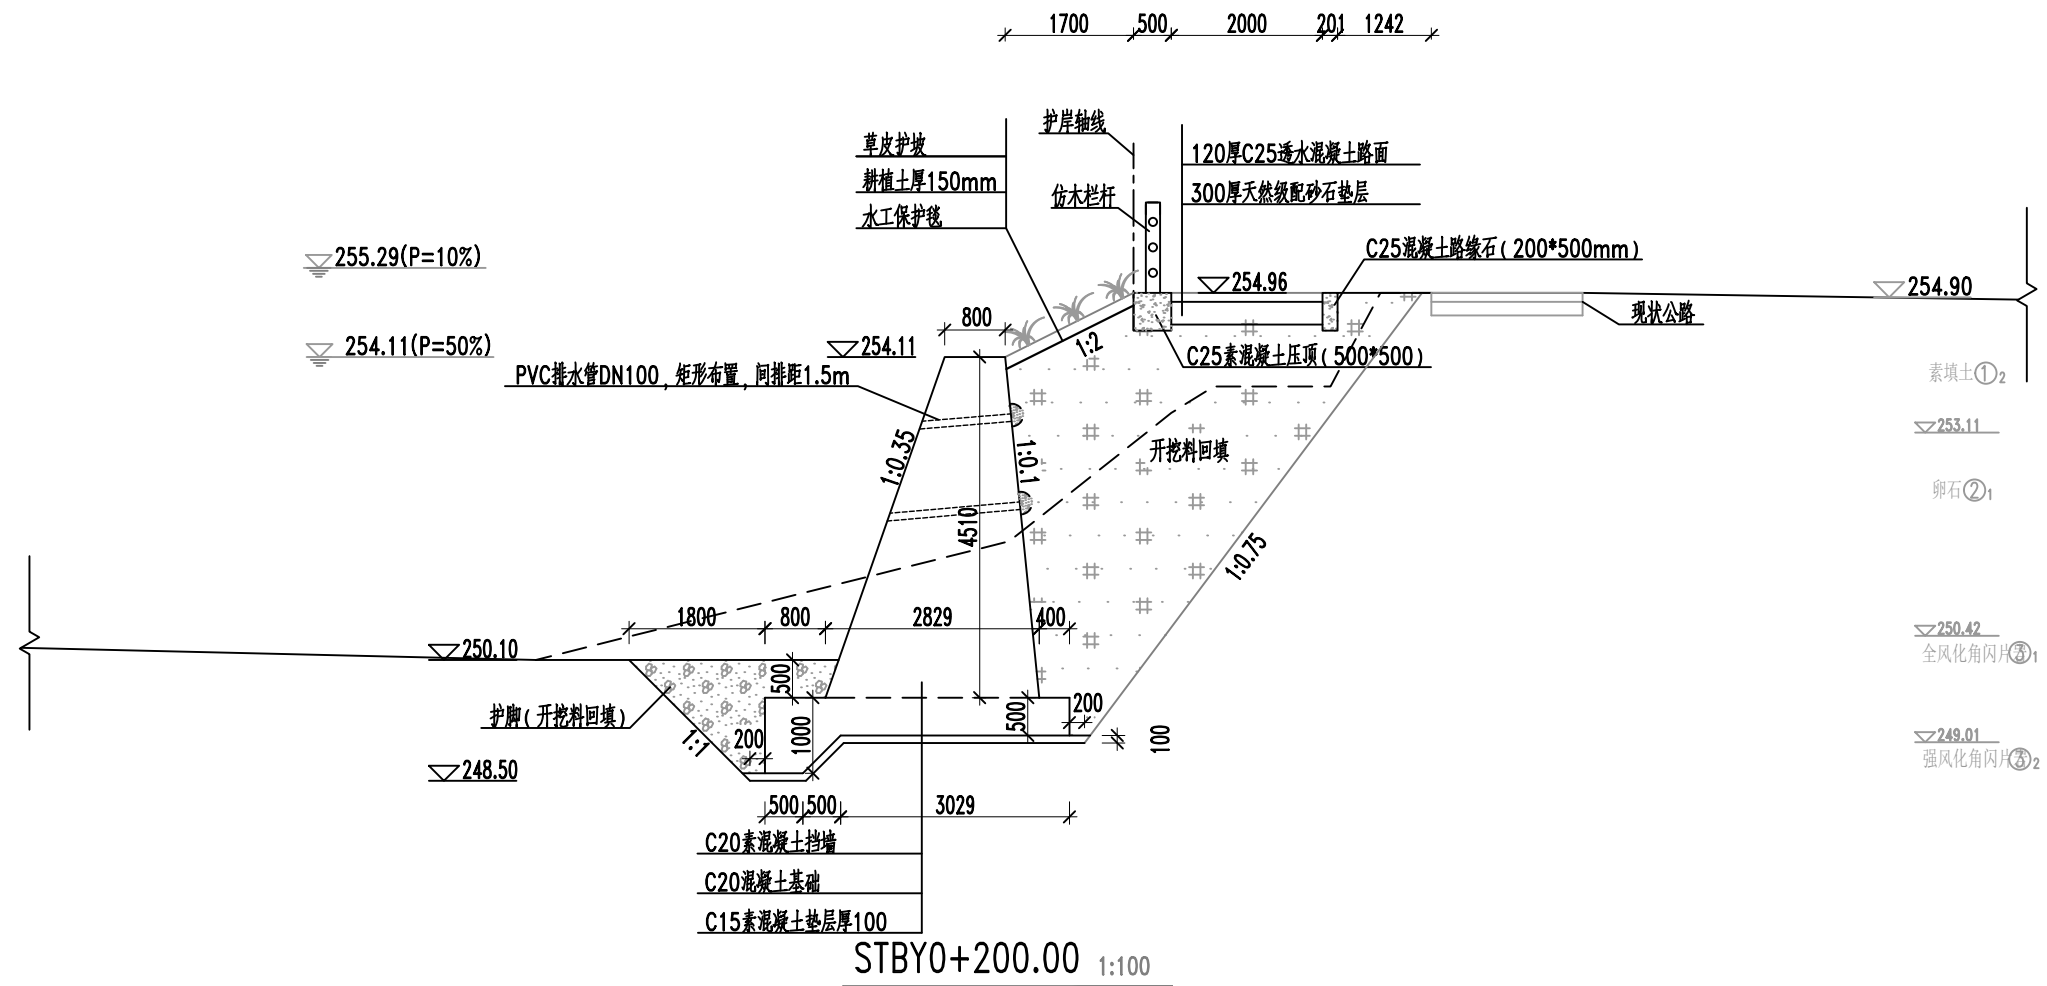 1700 500 2000 201 1242
护岸轴线
草皮护坡
120厚C25透水混凝土路面
耕植土厚150mm
仿木栏杆
300厚天然级配砂石垫层
水工保护毯
C25混凝土路缘石(200*500mm)
255.29(P=10%)
254.96
254.90
现状公路
800
254.11(P=50%)
254.11
1:2
C25素混凝土压顶(500*500)
PVC排水管DN100,矩形布置,间排距1.5m
素填土①2
253.11
1:0.35
1:0.1
开挖料回填
卵石②1
4510
1:0.75
1800 800 2829 400
250.42
250.10
全风化角闪片
1
500
护脚(开挖料回填)
200
500
1000
200
1:1
100
249.01
强风化角闪片
2
248.50
500 500 3029
C20素混凝土挡墙
C20混凝土基础
C15素混凝土垫层厚100
STBY0+200.00 1:100